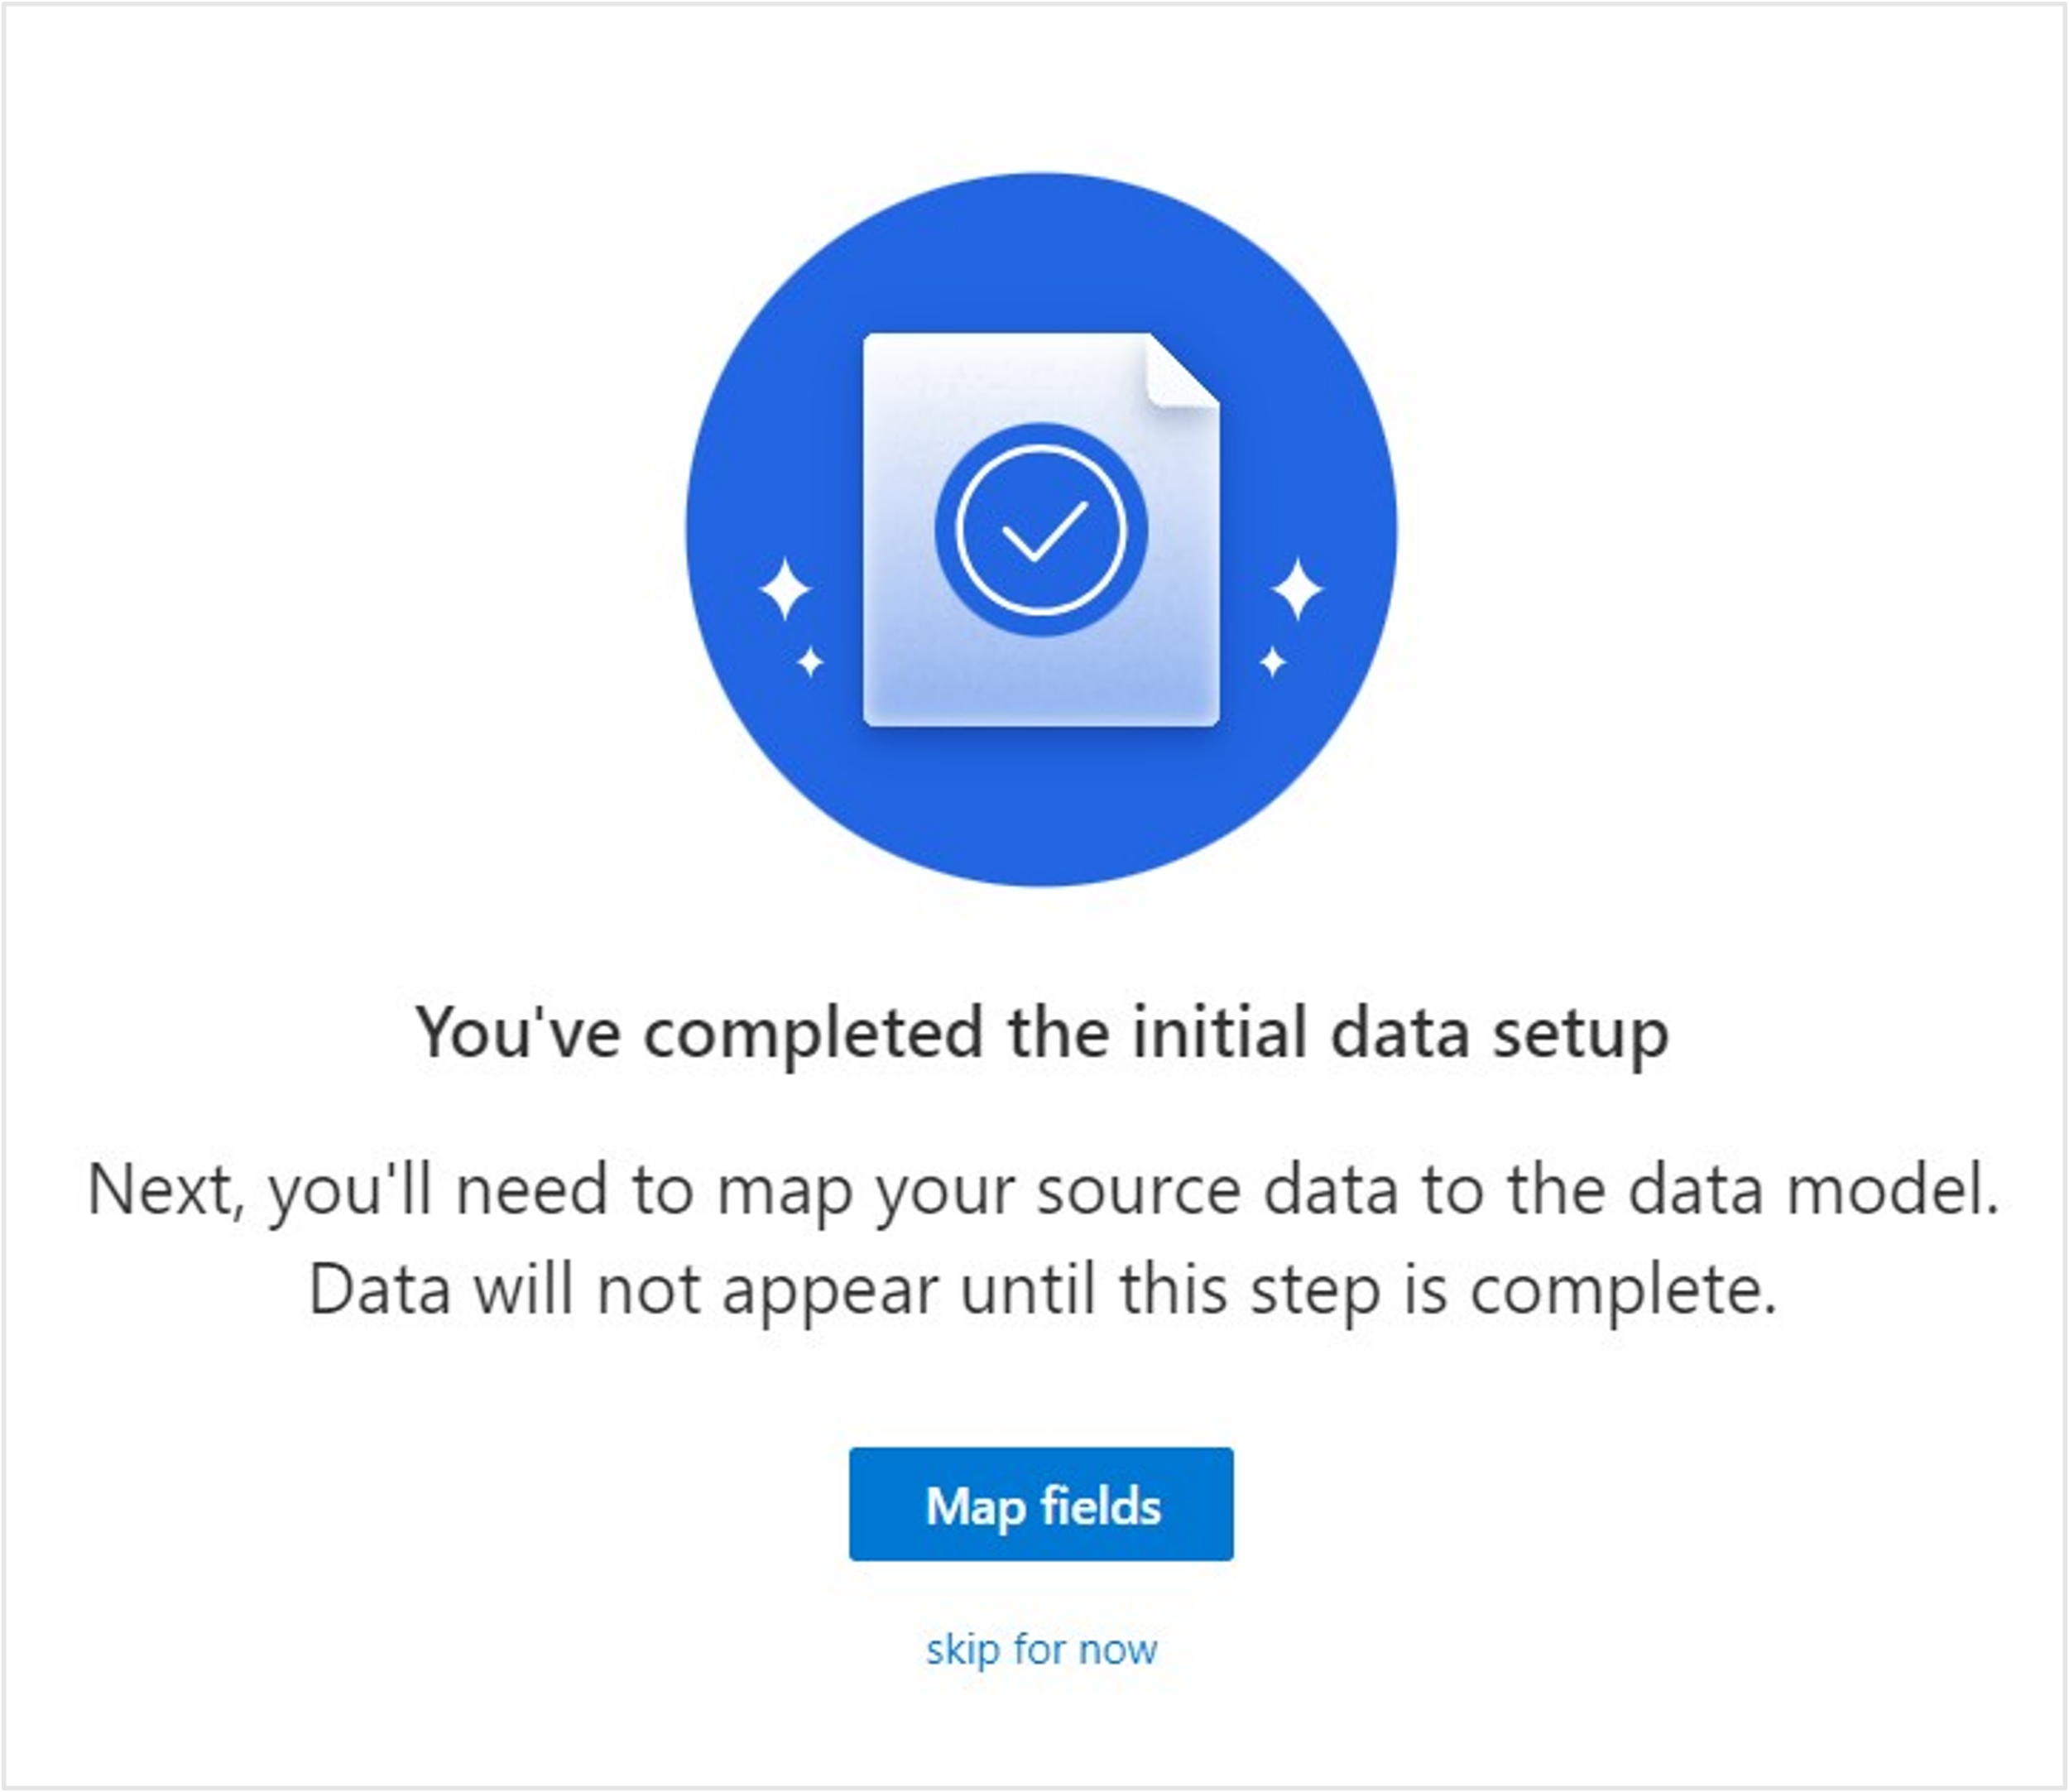 You've completed the initial data setup
Next, you'll need to map your source data to the data model.
Data will not appear until this step is complete.
Map fields
skip for now